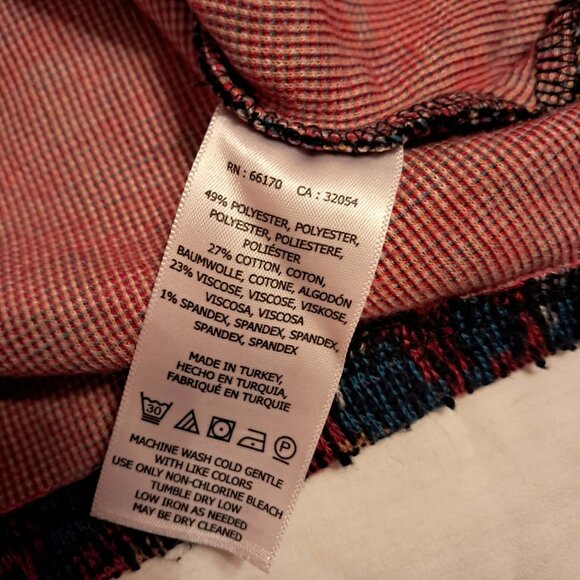 RN : 66170 CA : 32054
49% POLYESTER, POLYESTER,
POLYESTER, POLIESTERE,
POLIÉSTER
27% COTTON, COTON,
BAUMWOLLE, COTONE, ALGODÓN
23% VISCOSE, VISCOSE, VISKOSE,
VISCOSA, VISCOSA
1% SPANDEX, SPANDEX, SPANDEX,
SPANDEX, SPANDEX
MADE IN TURKEY,
HECHO EN TURQUIA,
FABRIQUÉ EN TURQUIA
30 P
MACHINE WASH COLD GENTLE
WITH LIKE COLORS
USE ONLY NON-CHLORINE BLEACH
TUMBLE DRY LOW
LOW IRON AS NEEDED
MAY BE DRY CLEANED